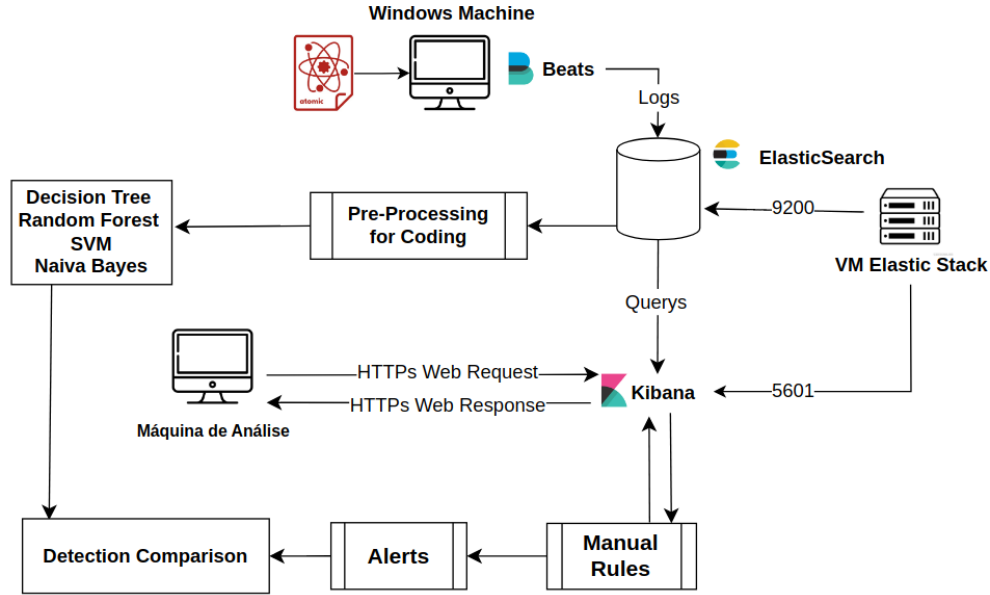 Windows Machine
atomic
Beats
Logs
ElasticSearch
Decision Tree
Random Forest
SVM
Naiva Bayes
Pre-Processing
for Coding
9200
VM Elastic Stack
Querys
HTTPs Web Request
HTTPs Web Response
Kibana
5601
Máquina de Análise
Detection Comparison
Alerts
Manual
Rules